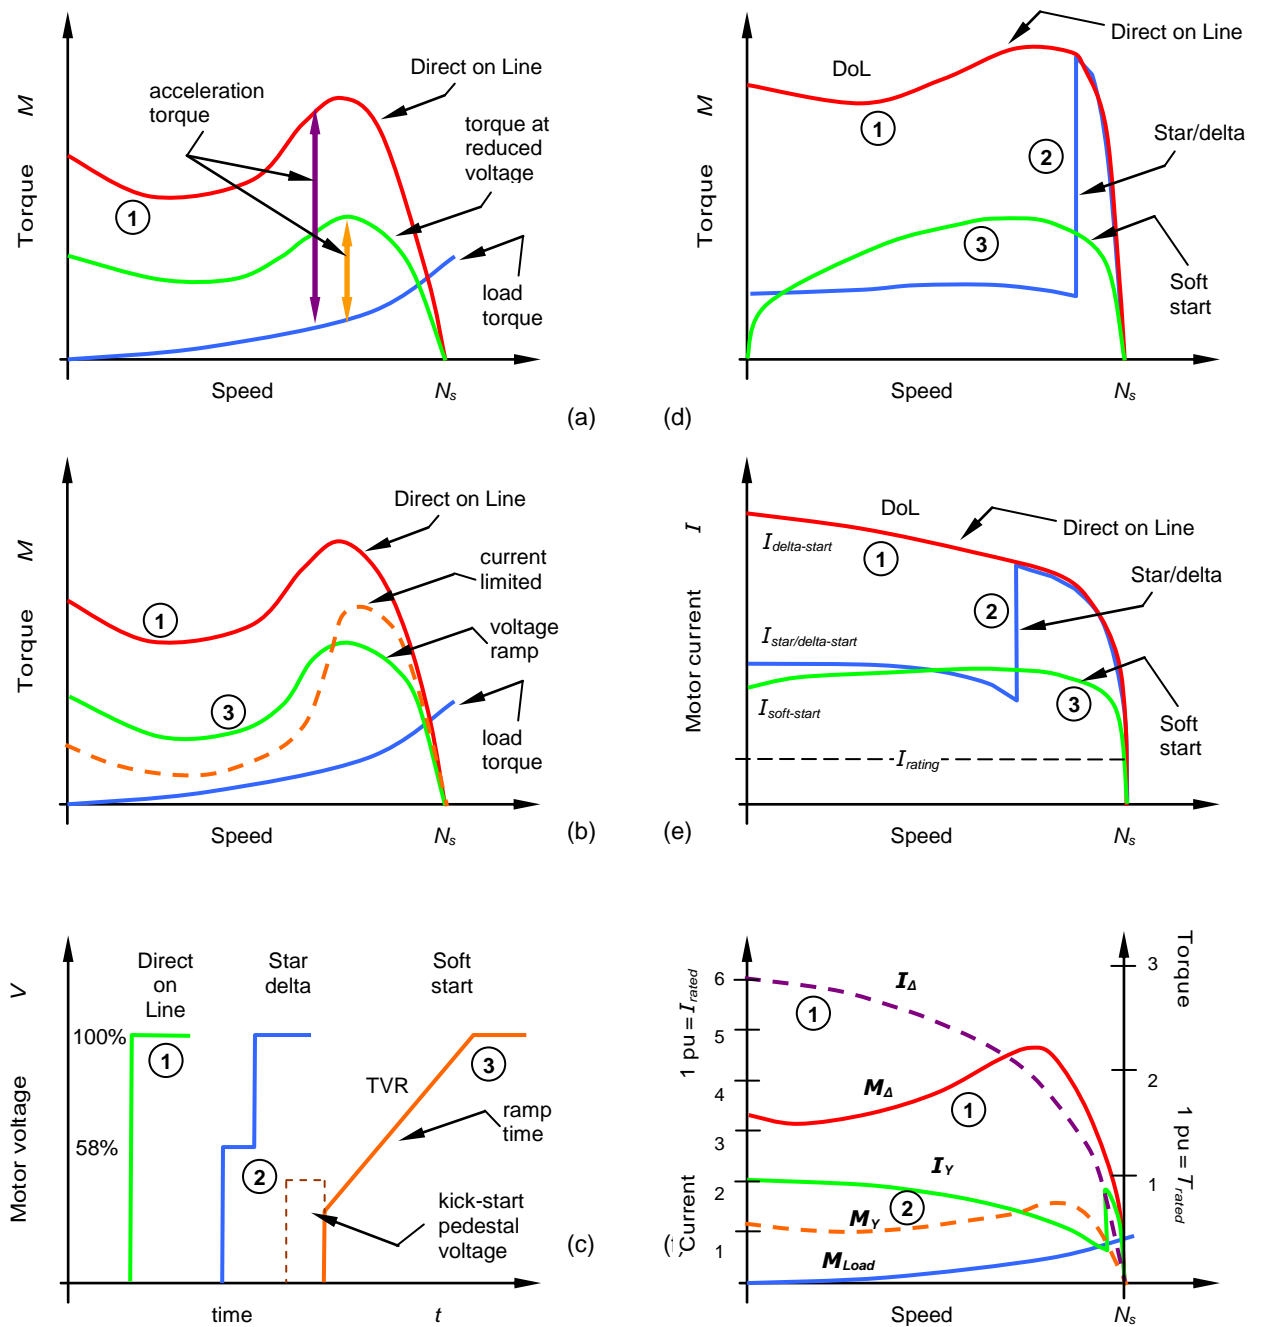 Direct on Line
acceleration
torque
torque at
reduced
voltage
1
load
torque
Torque M
Speed
Ns
(a)
Direct on Line
DoL
1
2
Star/delta
3
Soft
start
Torque M
Speed
Ns
(d)
Direct on Line
current
limited
1
voltage
ramp
3
load
torque
Torque M
Speed
Ns
(b)
DoL
Direct on Line
Idelta-start
1
Star/delta
2
Istar/delta-start
3
Isoft-start
Soft
start
Irating
Motor current I
Speed
Ns
(e)
Direct
on
Line
Star
delta
Soft
start
100%
1
3
TVR
58%
2
ramp
time
kick-start
pedestal
voltage
Motor voltage V
time
t
(c)
6
5
4
3
2
1
Current 1 pu = Irated
3
2
1
Torque 1 pu = Trated
IΔ
1
MΔ
1
IY
2
MY
MLoad
Speed
Ns